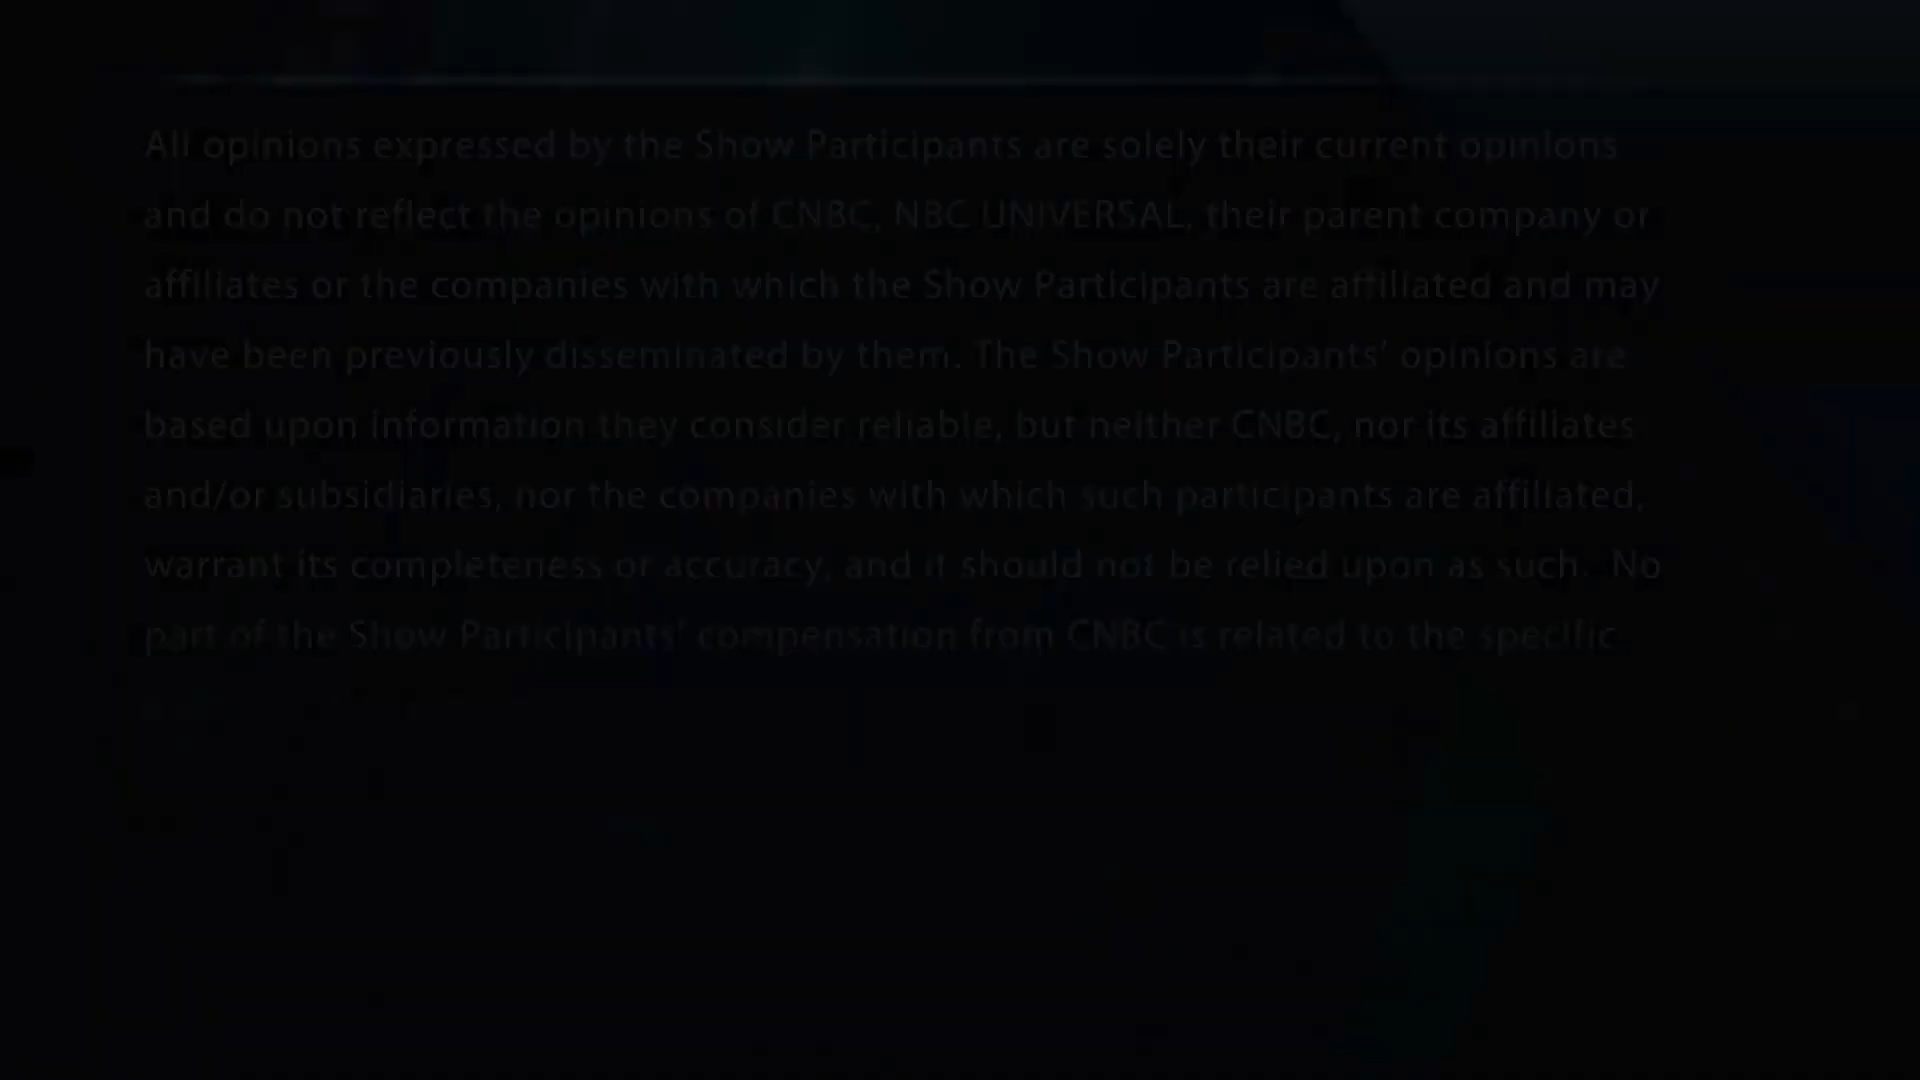 All opinions expressed by the Show Participants are solely their current opinions
and do not reflect the opinions of CNBC, NBC UNIVERSAL, their parent company or
affiliates or the companies with which the Show Participants are affiliated and may
have been previously disseminated by them. The Show Participants’ opinions are
based upon information they consider reliable, but neither CNBC, nor its affiliates
and/or subsidiaries, nor the companies with which such participants are affiliated,
warrant its completeness or accuracy, and it should not be relied upon as such. No
part of the Show Participants’ compensation from CNBC is related to the specific